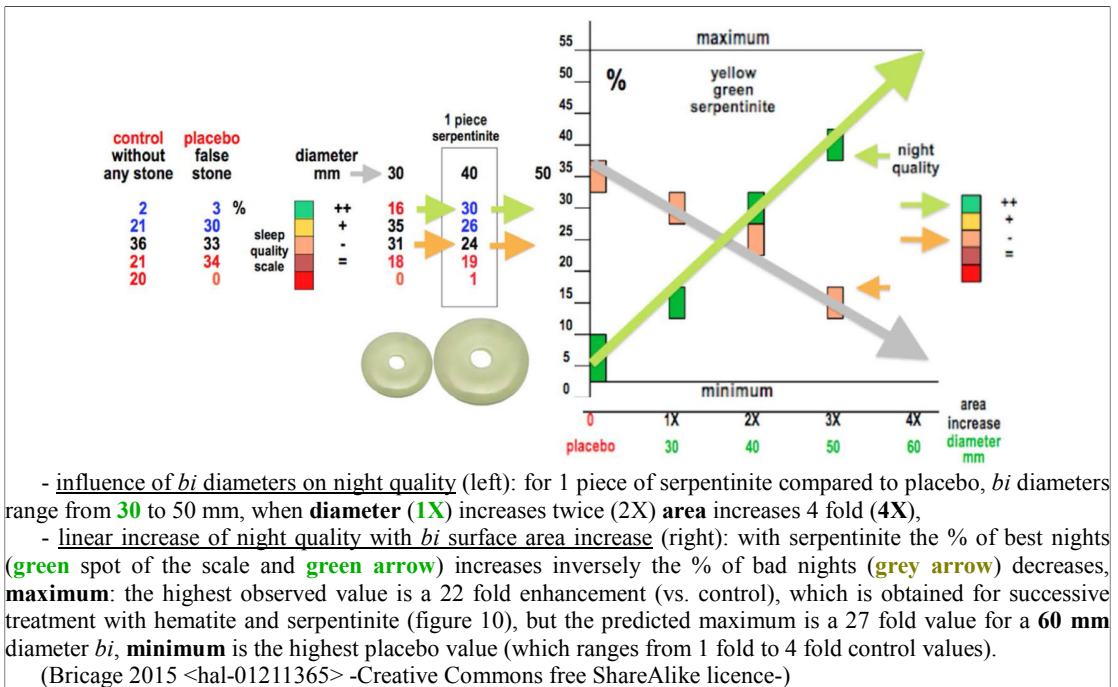 control
without
any stone
placebo
false
stone
diameter
mm
30
1 piece
serpentinite
40
50
2 3 % ++ 16 30
21 30 + 35 26
36 33 - 31 24
21 34 = 18 19
20 0 0 1
sleep
quality
scale
55 maximum
50 % yellow
green
serpentinite
45
40
35 night
quality
30
25
20
15
10
5
0 minimum
++
+
-
=
0 1X 2X 3X 4X
placebo 30 40 50 60
area
increase
diameter
mm
- influence of bi diameters on night quality (left): for 1 piece of serpentinite compared to placebo, bi diameters
range from 30 to 50 mm, when diameter (1X) increases twice (2X) area increases 4 fold (4X),
- linear increase of night quality with bi surface area increase (right): with serpentinite the % of best nights
(green spot of the scale and green arrow) increases inversely the % of bad nights (grey arrow) decreases,
maximum: the highest observed value is a 22 fold enhancement (vs. control), which is obtained for successive
treatment with hematite and serpentinite (figure 10), but the predicted maximum is a 27 fold value for a 60 mm
diameter bi, minimum is the highest placebo value (which ranges from 1 fold to 4 fold control values).
(Bricage 2015 <hal-01211365> -Creative Commons free ShareAlike licence-)